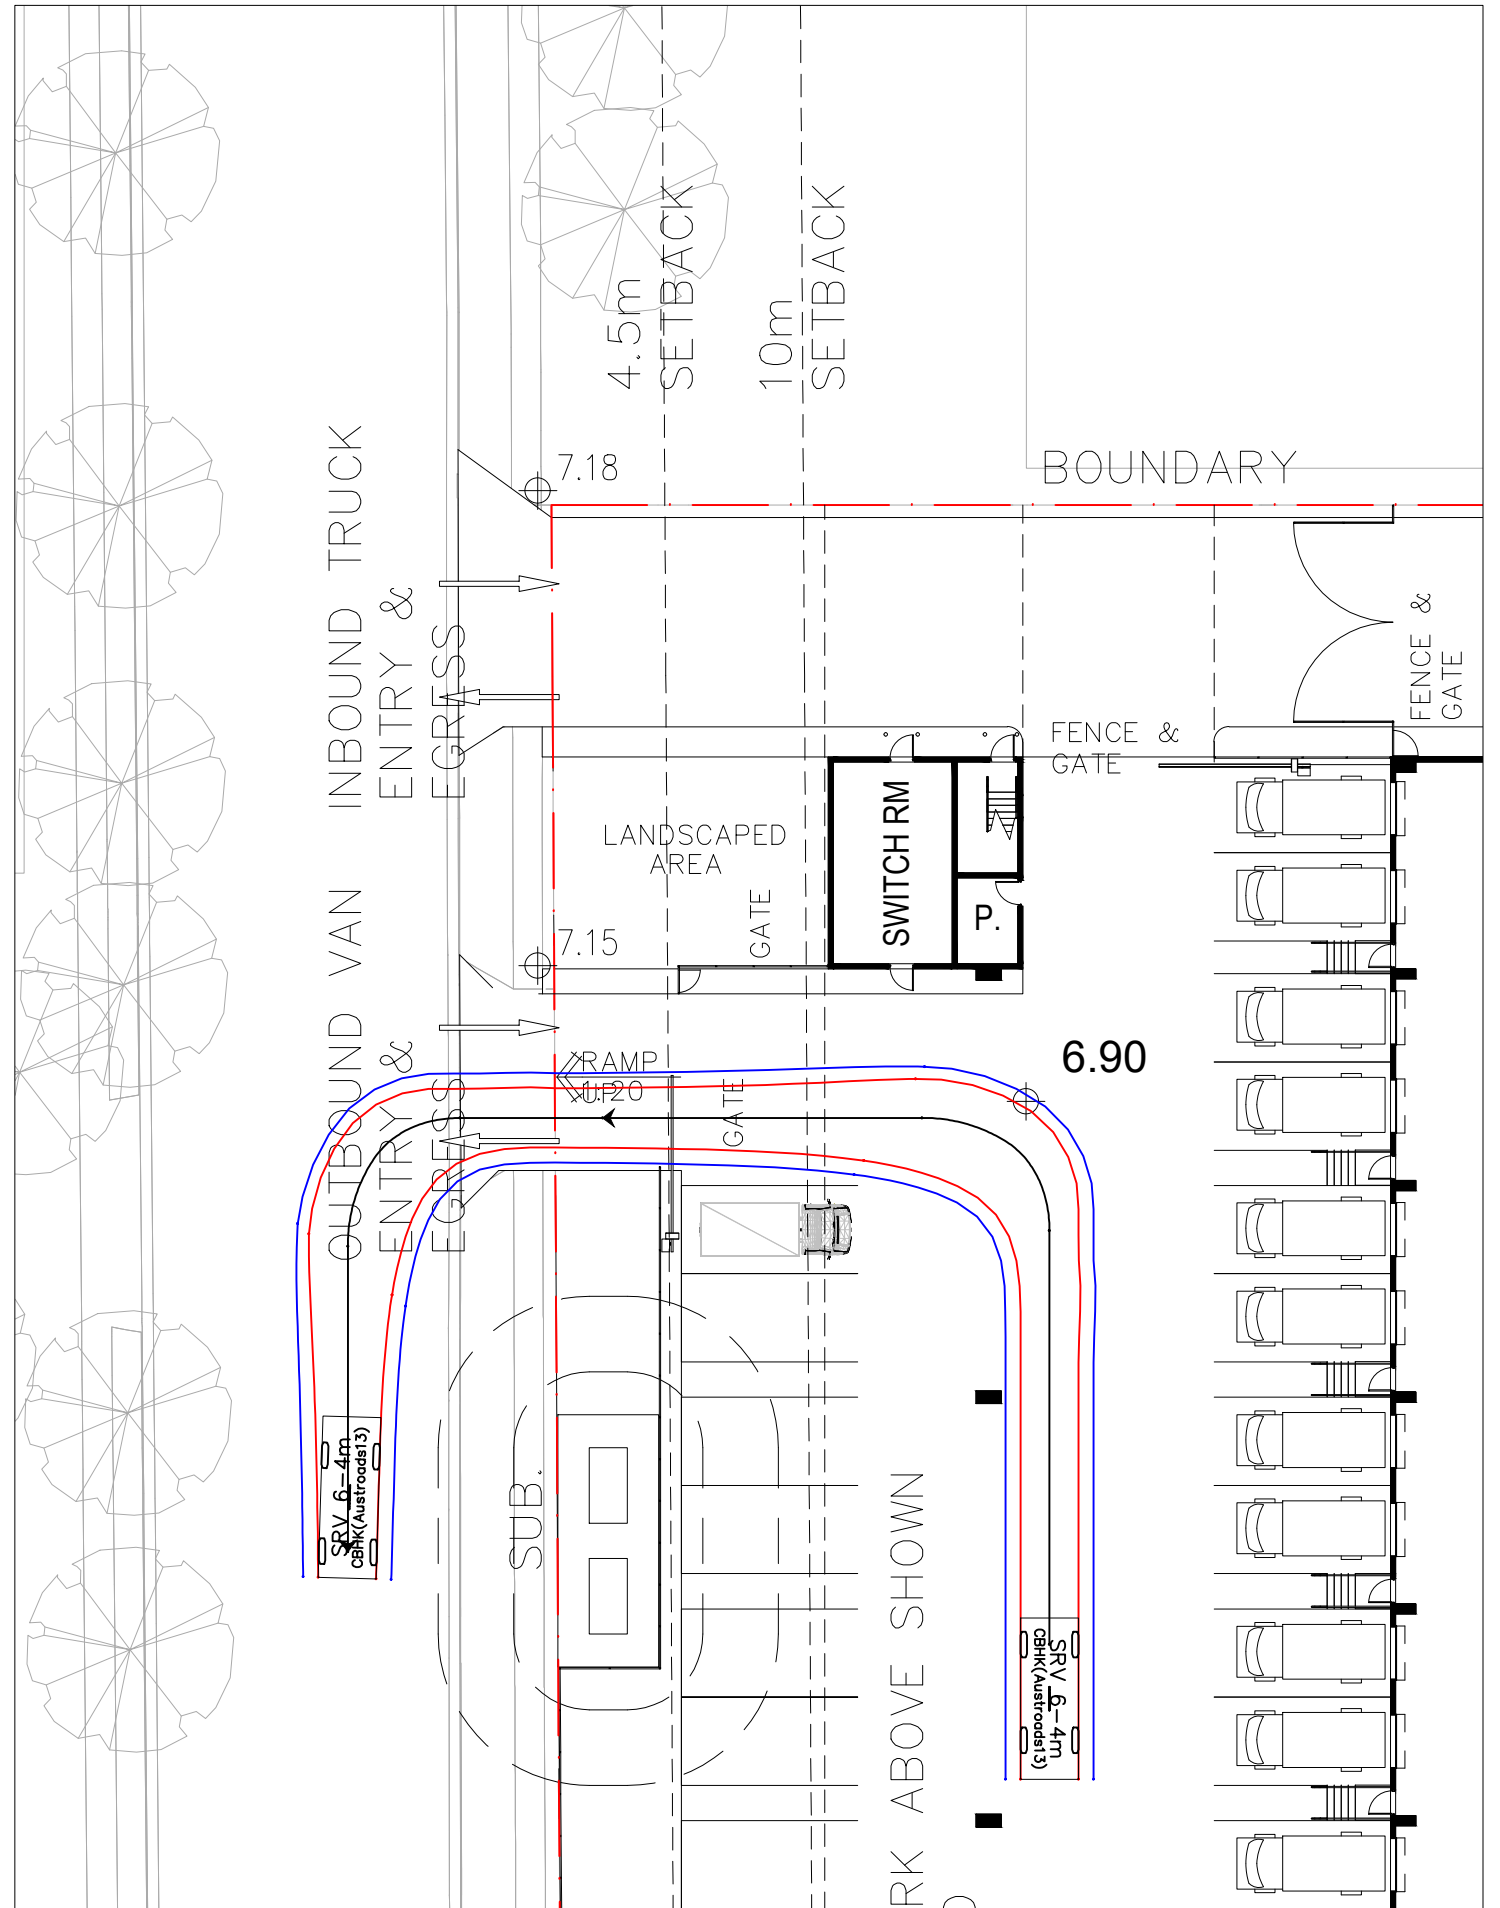 4.5m
SETBACK
10m
SETBACK
7.18
BOUNDARY
INBOUND TRUCK
ENTRY &
EGRESS
FENCE &
GATE
FENCE &
GATE
LANDSCAPED
AREA
SWITCH RM
P.
GATE
7.15
OUTBOUND VAN
ENTRY &
EGRESS
RAMP
1:20
UP
GATE
6.90
SUB.
SRV 6-4m
CBHK(Austroads13)
SRV 6-4m
CBHK(Austroads13)
RK ABOVE SHOWN